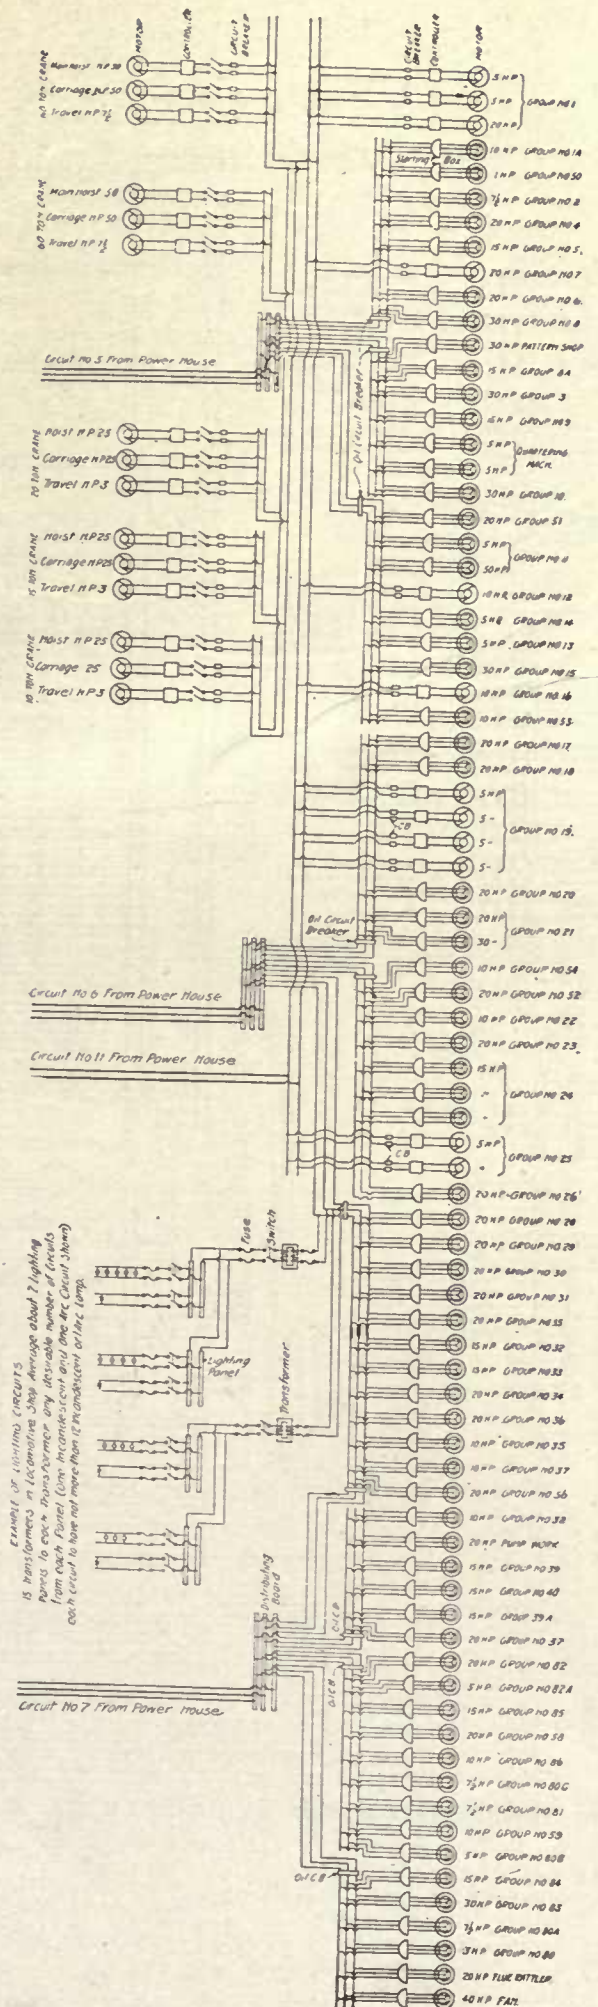 MOTOR
CONTROLLER
CIRCUIT BREAKER
60 TON CRANE
Main Hoist HP 50
Carriage HP 50
Travel HP 7½
60 TON CRANE
Main Hoist 50
Carriage HP 50
Travel HP 7½
Circuit No 5 From Power House
20 TON CRANE
Hoist HP 25
Carriage HP 25
Travel HP 3
15 TON CRANE
Hoist HP 25
Carriage HP 25
Travel HP 3
10 TON CRANE
Hoist HP 25
Carriage 25
Travel HP 3
Circuit No 6 From Power House
Circuit No 11 From Power House
EXAMPLE OF LIGHTING CIRCUITS
15 Transformers in Locomotive Shop Average about 7 Lighting
Panels to each Transformer any desirable number of Circuits
from each Panel (one Incandescent and one Arc Circuit Shown)
each circuit to have not more than 12 Incandescent or 1 Arc Lamp.
Fuse
Switch
Lighting Panel
Transformer
Distributing Board
Circuit No 7 From Power House
CIRCUIT BREAKER
CONTROLLER
MOTOR
5 HP
5 HP
20 HP
GROUP NO 1
Starting Box
10 HP GROUP NO 1A
1 HP GROUP NO 50
7½ HP GROUP NO 2
20 HP GROUP NO 4
15 HP GROUP NO 5.
20 HP GROUP NO 7
20 HP GROUP NO 6
30 HP GROUP NO 8
30 HP PATTERN SHOP
15 HP GROUP 8A
30 HP GROUP 3
15 HP GROUP NO 9
Oil Circuit Breaker
5 HP
5 HP
QUARTERING MACH.
30 HP GROUP 10
20 HP GROUP 51
5 HP
50 HP
GROUP NO 11
10 HP. GROUP NO 12
5 HP GROUP NO 14
5 HP. GROUP NO 13
30 HP GROUP NO 15
10 HP GROUP NO. 16
10 HP GROUP NO 53.
20 HP GROUP NO 17
20 HP GROUP NO 18
5 HP
5 -
5 -
5 -
CB
GROUP NO 19.
20 HP GROUP NO 20
Oil Circuit Breaker
20 HP
30 -
GROUP NO 21
10 HP GROUP NO 54
20 HP GROUP NO 52
10 HP GROUP NO 22
20 HP GROUP NO 23
15 HP
"
"
GROUP NO 24
5 HP
"
CB
GROUP NO 25
20 HP GROUP NO 26
20 HP GROUP NO 28
20 HP GROUP NO 29
20 HP GROUP NO 30
20 HP GROUP NO 31
20 HP GROUP NO 55
15 HP GROUP NO 32
15 HP GROUP NO 33
20 HP GROUP NO 34
20 HP GROUP NO 36
10 HP GROUP NO 35
10 HP GROUP NO 37
20 HP GROUP NO 56
10 HP GROUP NO 38
20 HP PUMP WORK
15 HP GROUP NO 39
15 HP GROUP NO 40
15 HP GROUP 39 A
Oil CB
20 HP GROUP NO 57
20 HP GROUP NO 82
Oil CB
5 HP GROUP NO 82A
15 HP GROUP NO 85
20 HP GROUP NO 58
10 HP GROUP NO 86
7½ HP GROUP NO 80C
7½ HP GROUP NO 81
10 HP GROUP NO 59
5 HP GROUP NO 80B
Oil CB
15 HP GROUP NO 84
30 HP GROUP NO 83
7½ HP GROUP NO 80A
3 HP GROUP NO 80
20 HP FLUE RATTLER
40 HP FAN.